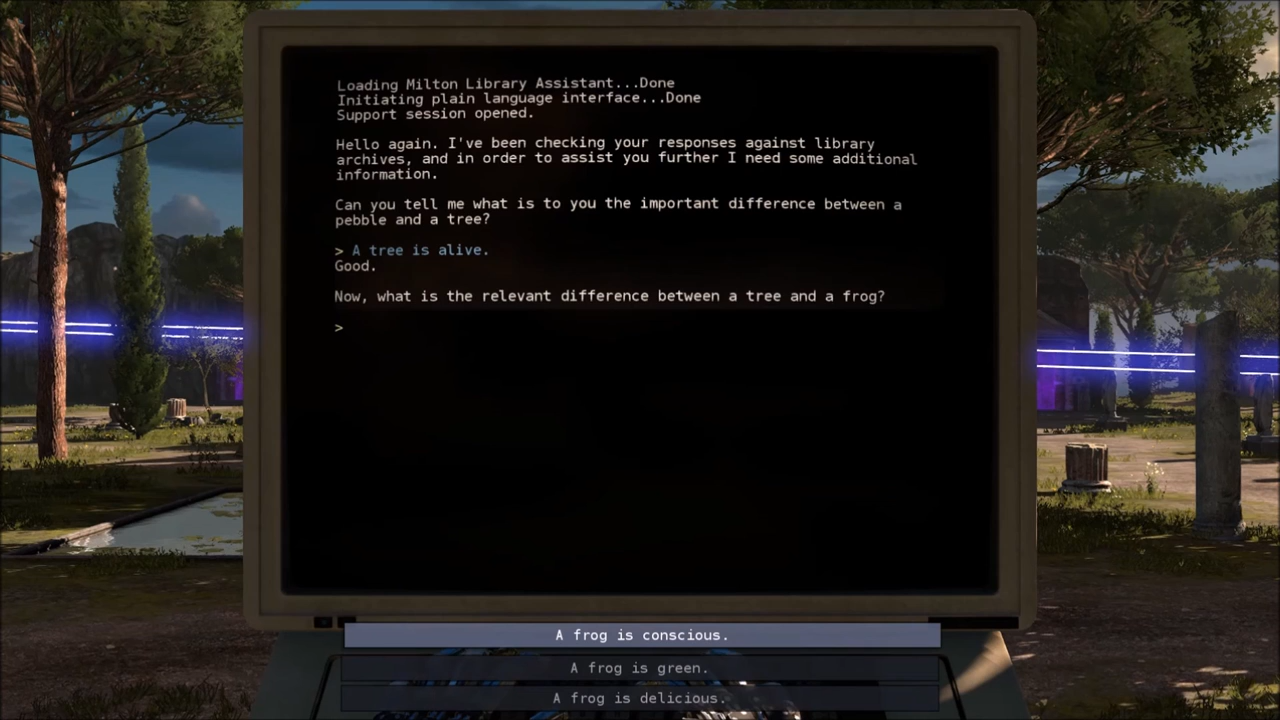 Loading Milton Library Assistant...Done
Initiating plain language interface...Done
Support session opened.
Hello again. I've been checking your responses against library
archives, and in order to assist you further I need some additional
information.
Can you tell me what is to you the important difference between a
pebble and a tree?
> A tree is alive.
Good.
Now, what is the relevant difference between a tree and a frog?
>
A frog is conscious.
A frog is green.
A frog is delicious.